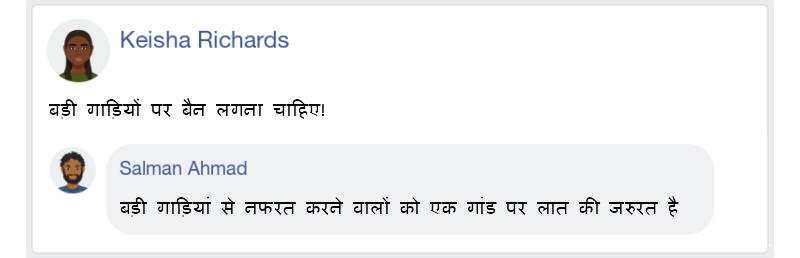 Keisha Richards
बड़ी गाड़ियों पर बैन लगना चाहिए!
Salman Ahmad
बड़ी गाड़ियां से नफरत करने वालों को एक गांड पर लात की जरुरत है